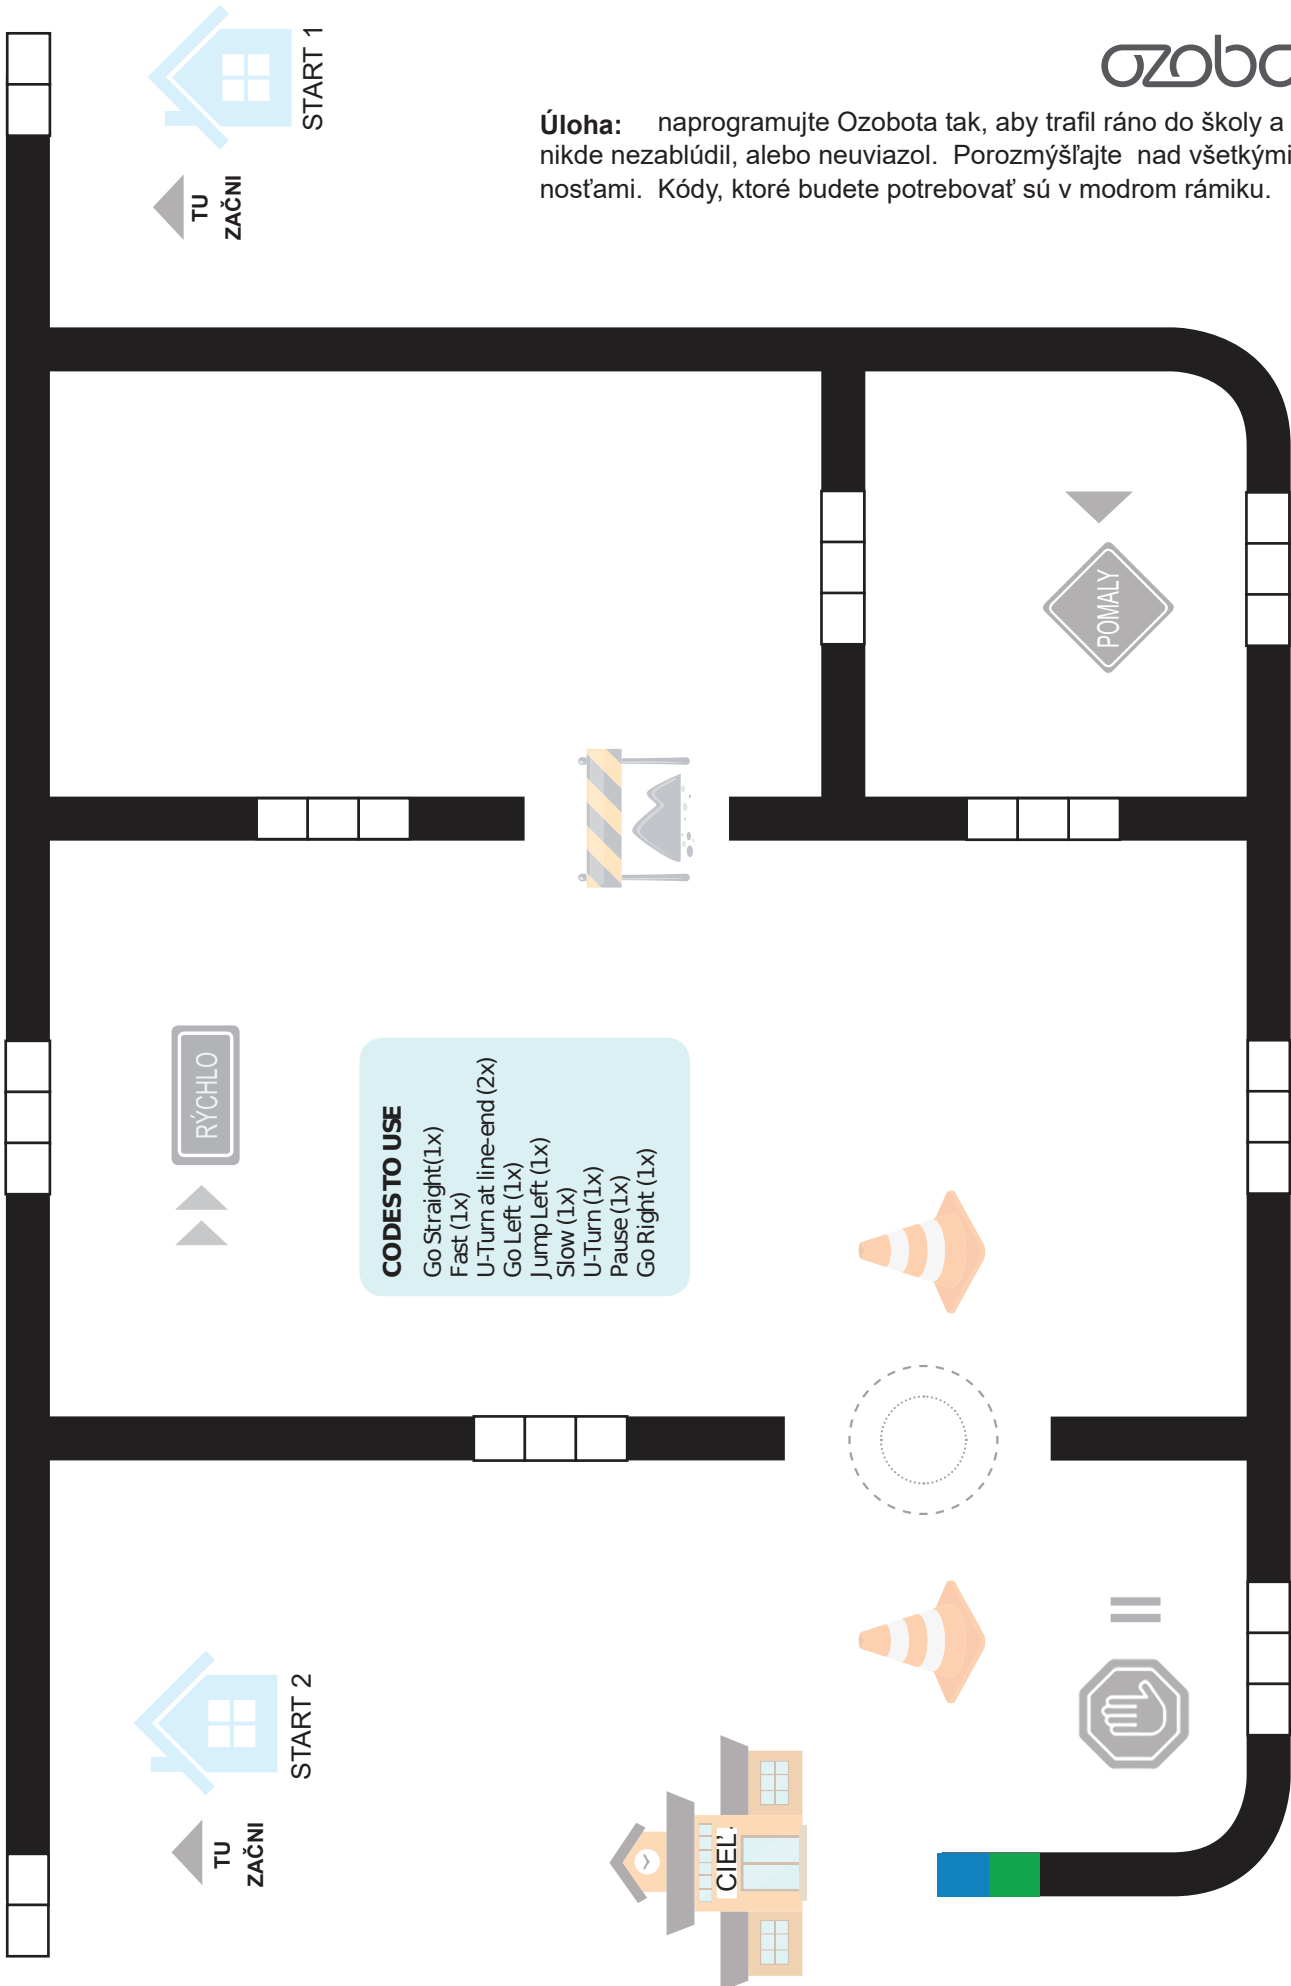 START 1
TU
ZAČNI
Úloha: naprogramujte Ozobota tak, aby trafil ráno do školy a
nikde nezablúdil, alebo neuviazol. Porozmýšľajte nad všetkými
nosťami. Kódy, ktoré budete potrebovať sú v modrom rámiku.
POMALY
RÝCHLO
CODES TO USE
Go Straight(1x)
Fast (1x)
U-Turn at line-end (2x)
Go Left (1x)
Jump Left (1x)
Slow (1x)
U-Turn (1x)
Pause (1x)
Go Right (1x)
START 2
TU
ZAČNI
CIEĽ